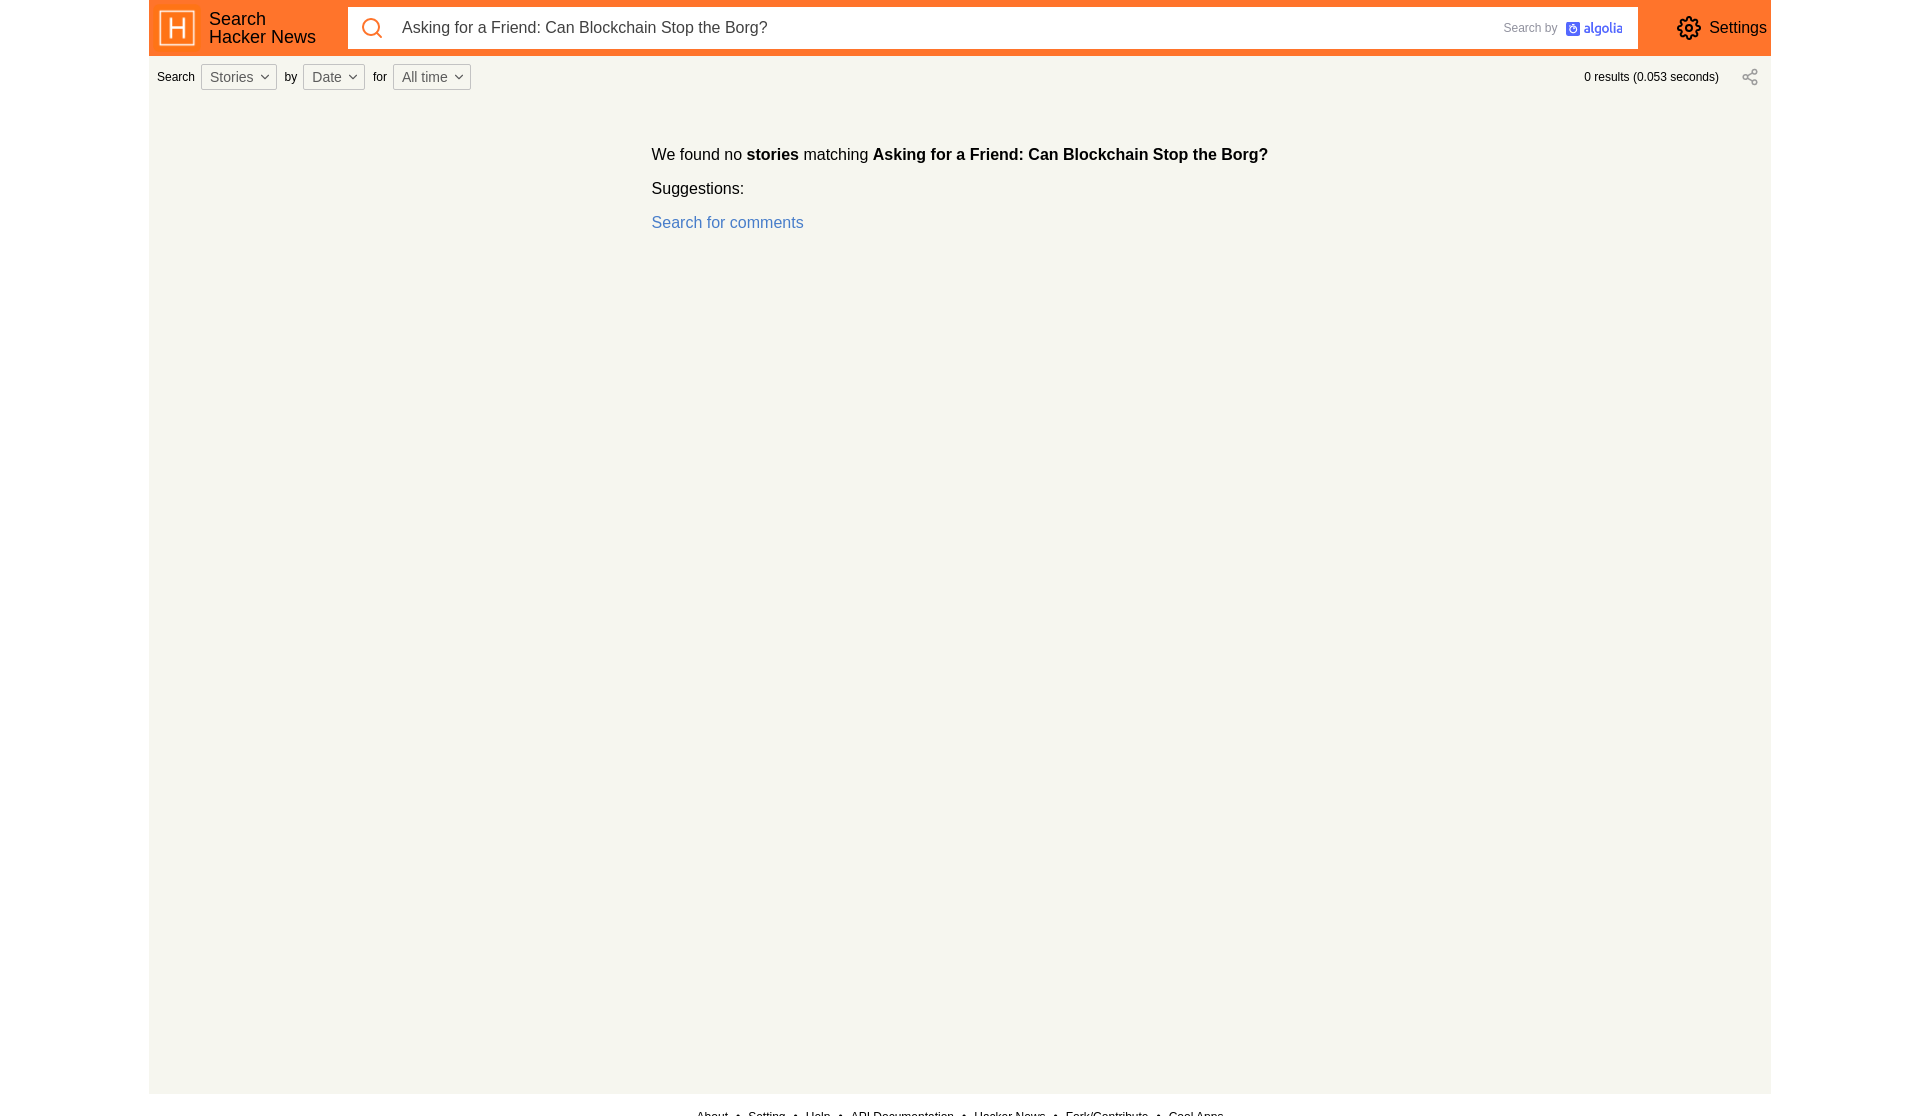 Search
Hacker News
Asking for a Friend: Can Blockchain Stop the Borg?
Search by algolia
Settings
Search Stories by Date for All time
0 results (0.053 seconds)
We found no stories matching Asking for a Friend: Can Blockchain Stop the Borg?
Suggestions:
Search for comments
About • Setting • Help • API Documentation • Hacker News • Fork/Contribute • Cool Apps